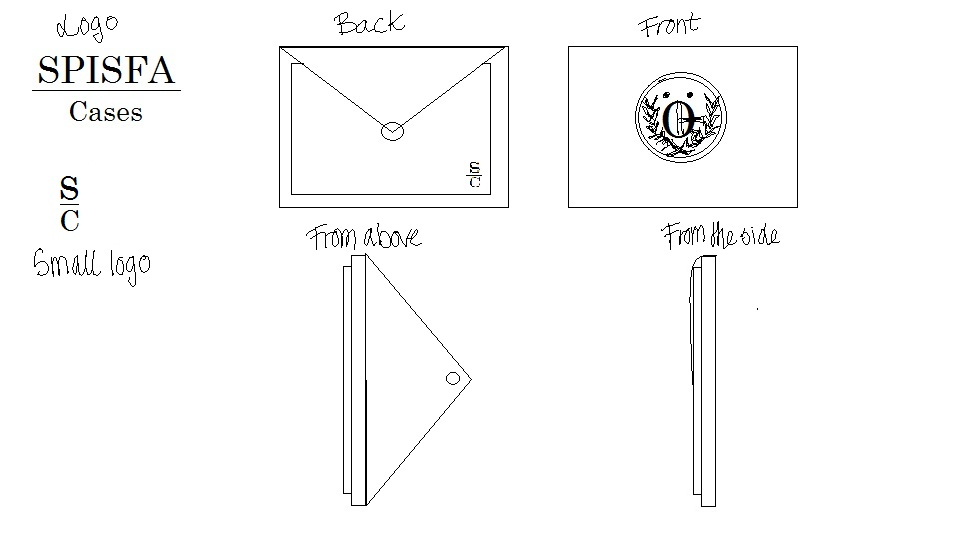 Logo
SPISFA
Cases
S
C
Small logo
Back
S
C
Front
O
From above
From the side